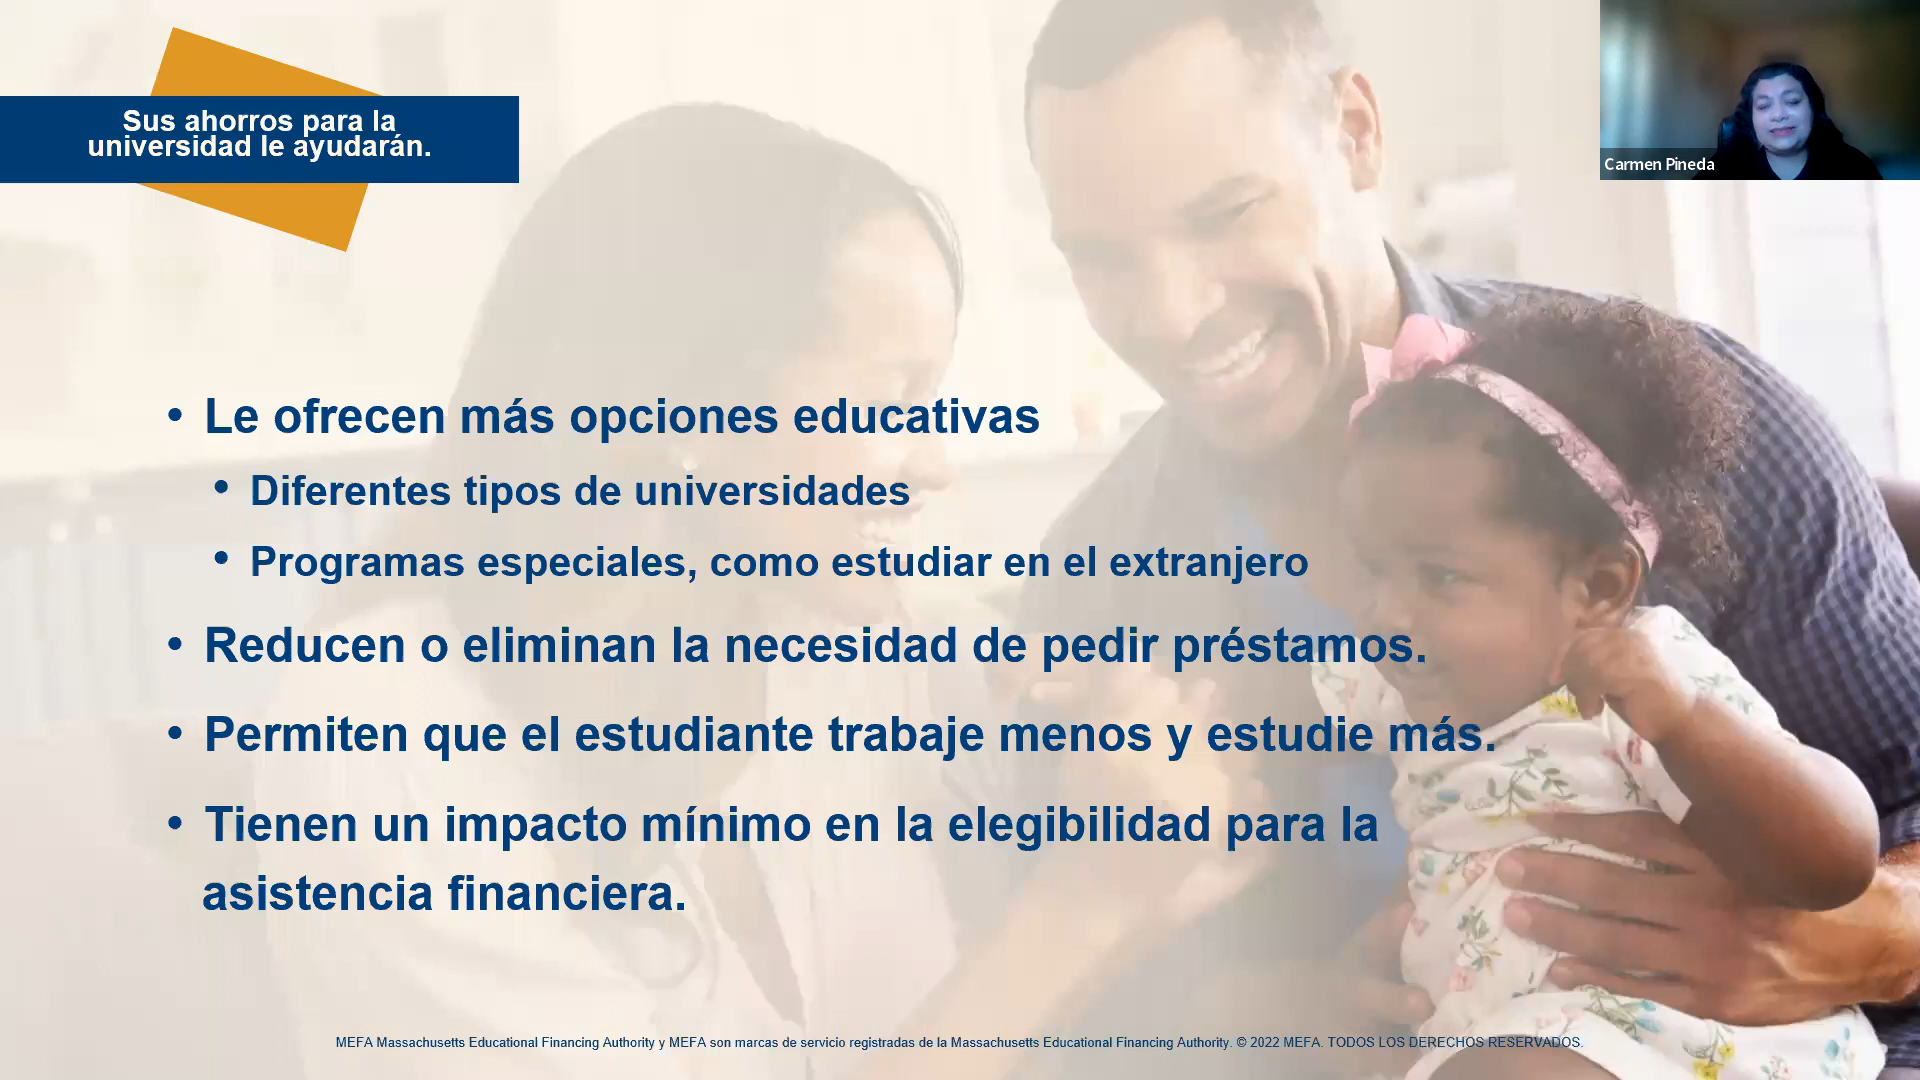 Sus ahorros para la
universidad le ayudarán.
Carmen Pineda
• Le ofrecen más opciones educativas
• Diferentes tipos de universidades
• Programas especiales, como estudiar en el extranjero
• Reducen o eliminan la necesidad de pedir préstamos.
• Permiten que el estudiante trabaje menos y estudie más.
• Tienen un impacto mínimo en la elegibilidad para la
asistencia financiera.
MEFA Massachusetts Educational Financing Authority y MEFA son marcas de servicio registradas de la Massachusetts Educational Financing Authority. © 2022 MEFA. TODOS LOS DERECHOS RESERVADOS.